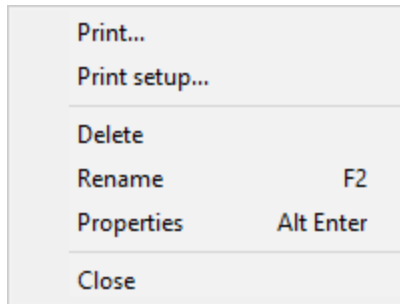 Print...
Print setup...
Delete
Rename F2
Properties Alt Enter
Close